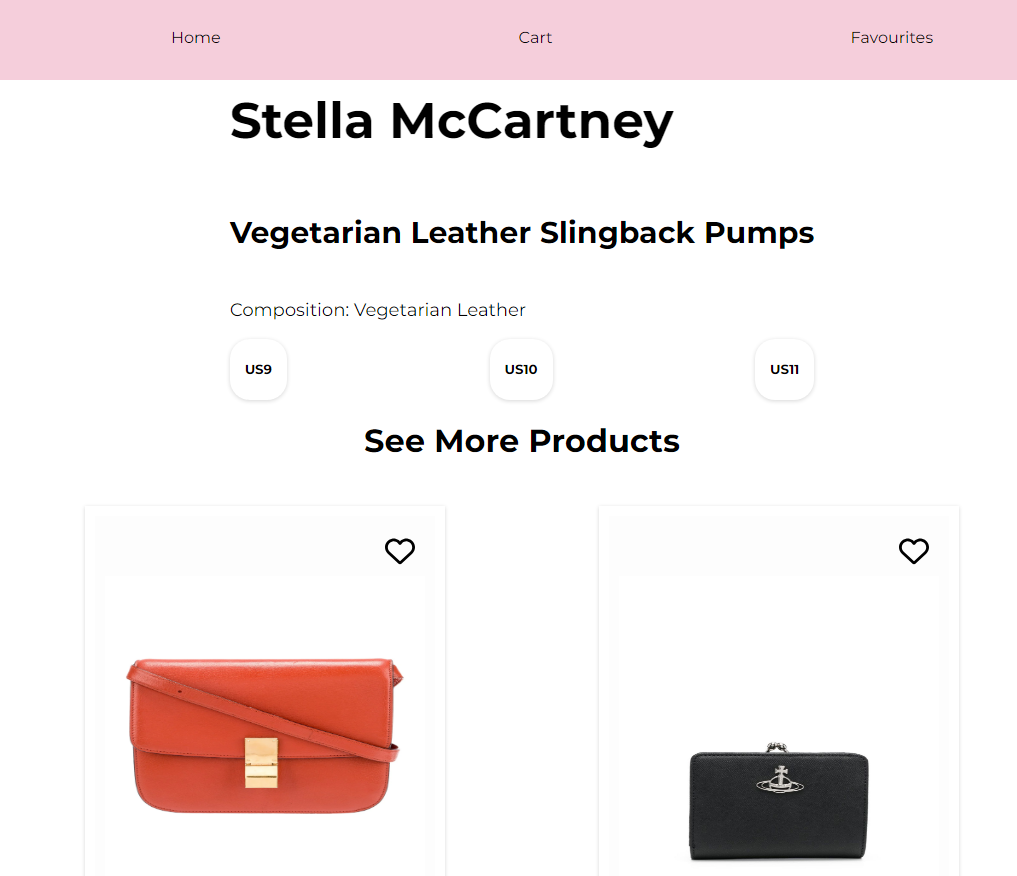 Home
Cart
Favourites
Stella McCartney
Vegetarian Leather Slingback Pumps
Composition: Vegetarian Leather
US9
US10
US11
See More Products